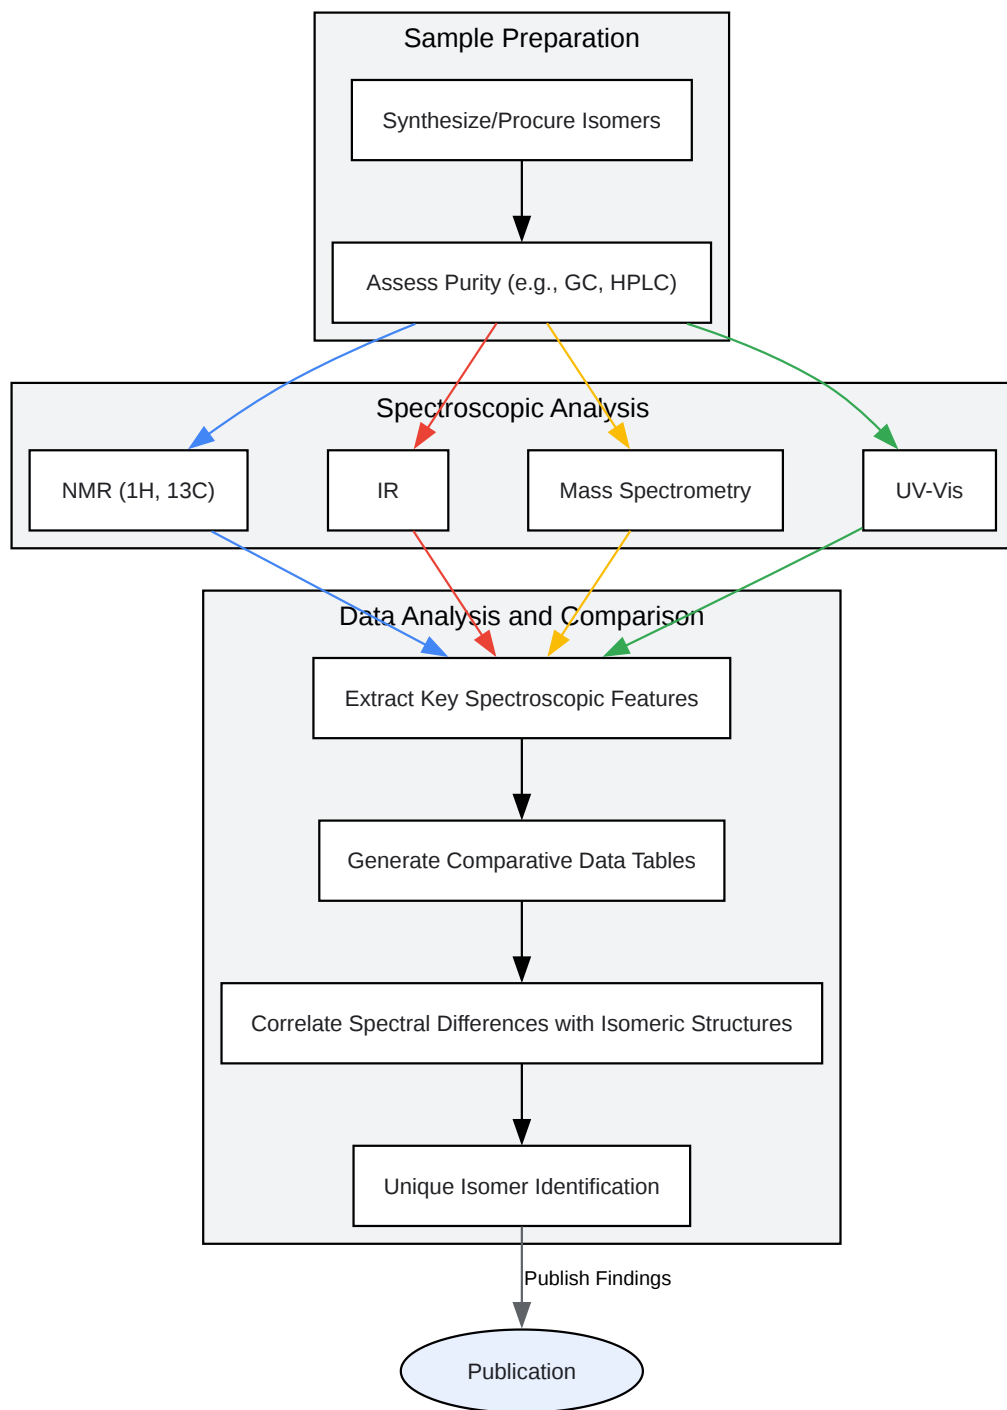 Sample Preparation
Synthesize/Procure Isomers
Assess Purity (e.g., GC, HPLC)
Spectroscopic Analysis
NMR (1H, 13C)
IR
Mass Spectrometry
UV-Vis
Data Analysis and Comparison
Extract Key Spectroscopic Features
Generate Comparative Data Tables
Correlate Spectral Differences with Isomeric Structures
Unique Isomer Identification
Publish Findings
Publication